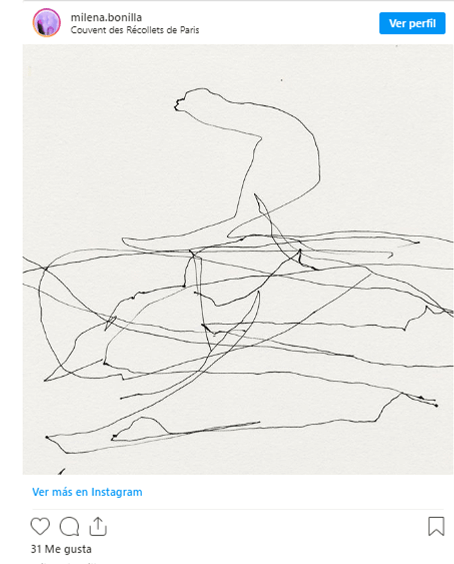 milena.bonilla
Couvent des Récollets de Paris
Ver perfil
Ver más en Instagram
31 Me gusta